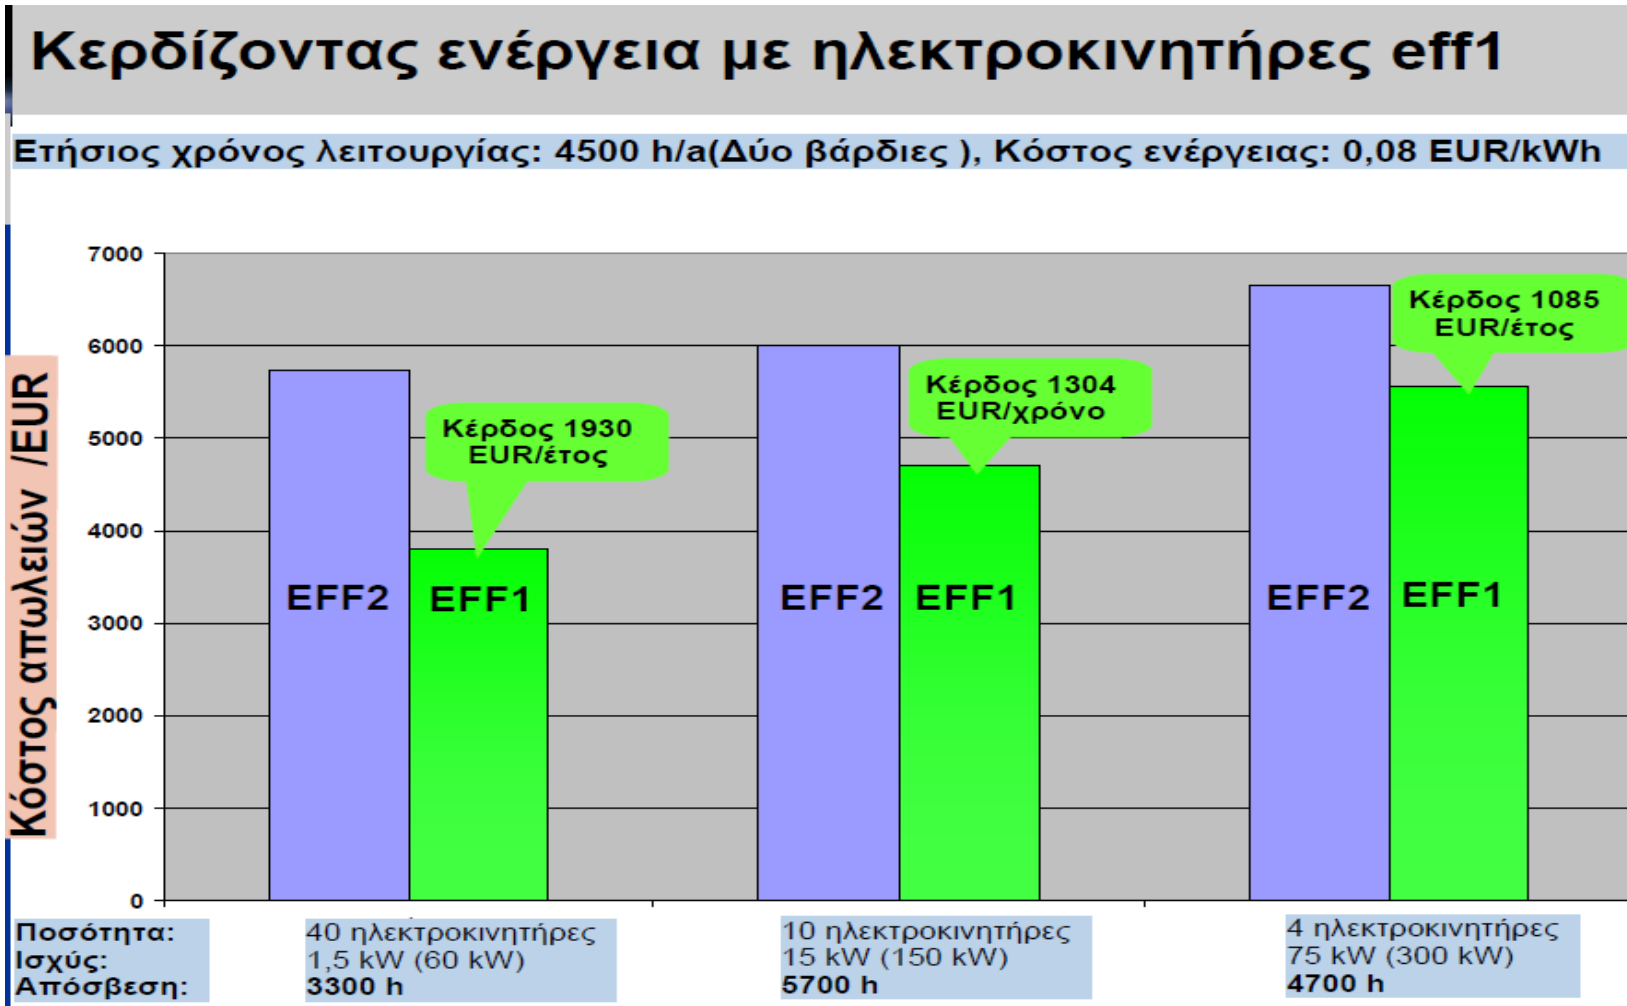 Κερδίζοντας ενέργεια με ηλεκτροκινητήρες eff1
Ετήσιος χρόνος λειτουργίας: 4500 h/a(Δύο βάρδιες ), Κόστος ενέργειας: 0,08 EUR/kWh
Κόστος απωλειών /EUR
7000
6000
5000
4000
3000
2000
1000
0
Κέρδος 1930
EUR/έτος
Κέρδος 1304
EUR/χρόνο
Κέρδος 1085
EUR/έτος
EFF2
EFF1
EFF2
EFF1
EFF2
EFF1
Ποσότητα:
Ισχύς:
Απόσβεση:
40 ηλεκτροκινητήρες
1,5 kW (60 kW)
3300 h
10 ηλεκτροκινητήρες
15 kW (150 kW)
5700 h
4 ηλεκτροκινητήρες
75 kW (300 kW)
4700 h